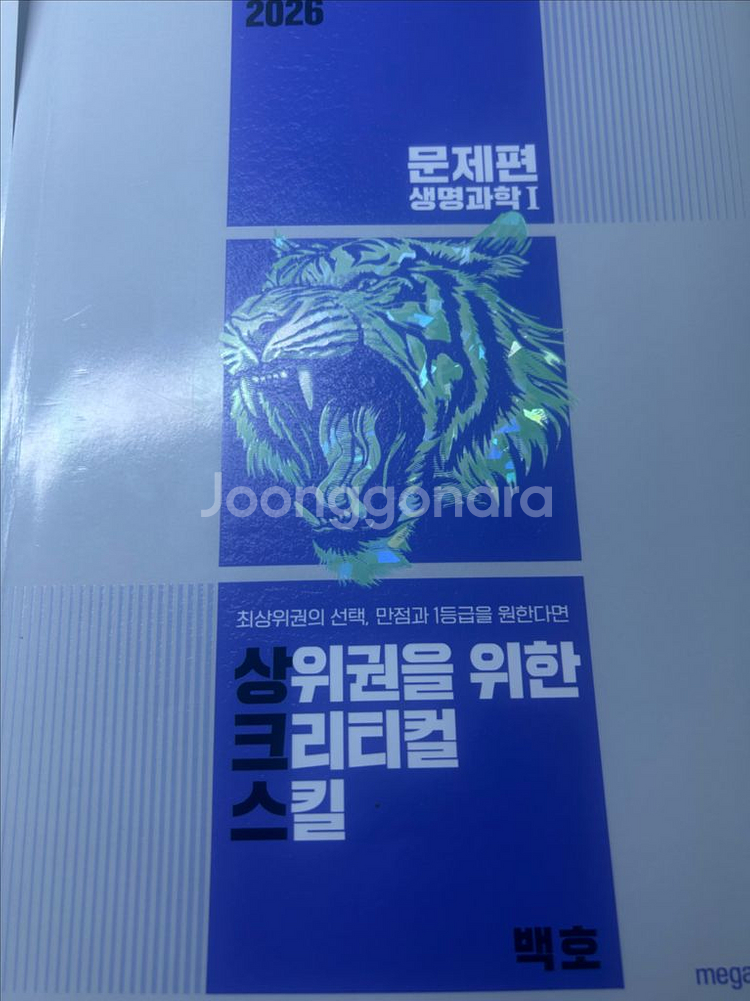 2026
문제편
생명과학 I
Joonggonara
최상위권의 선택, 만점과 1등급을 원한다면
상위권을 위한
크리티컬
스킬
백호
mega